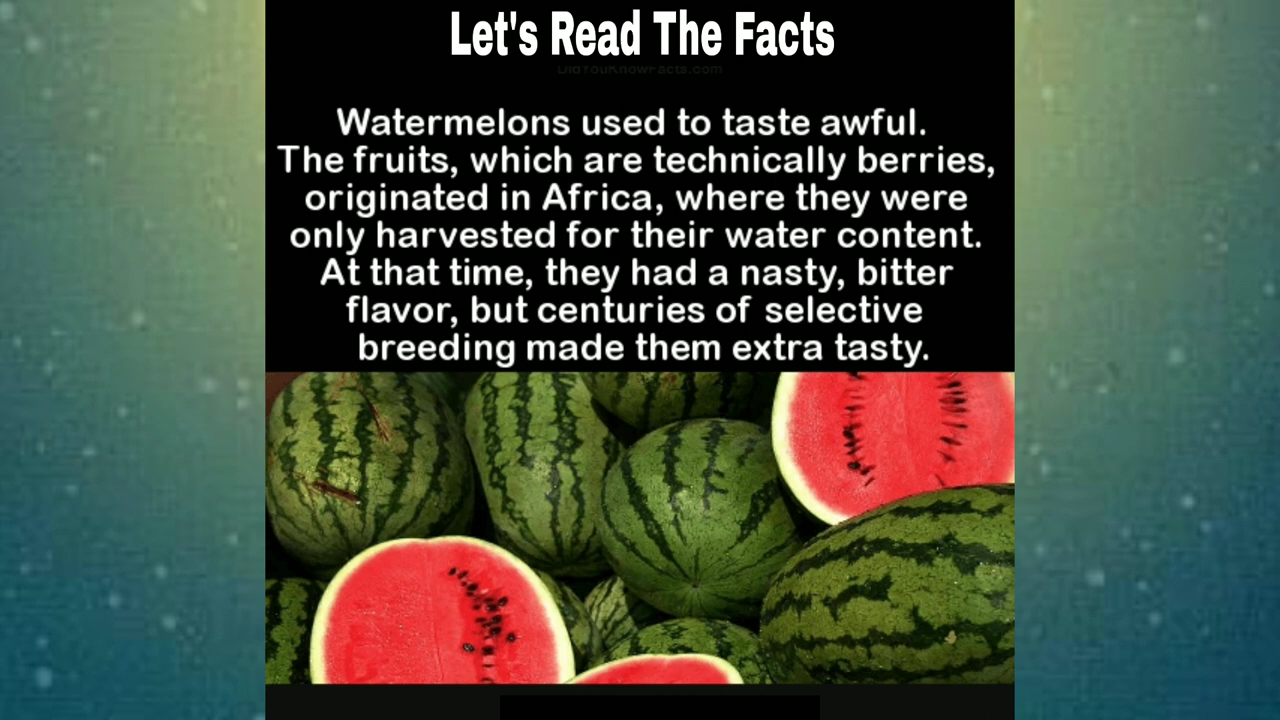 Let's Read The Facts
DidYouKnowFacts.com
Watermelons used to taste awful.
The fruits, which are technically berries,
originated in Africa, where they were
only harvested for their water content.
At that time, they had a nasty, bitter
flavor, but centuries of selective
breeding made them extra tasty.